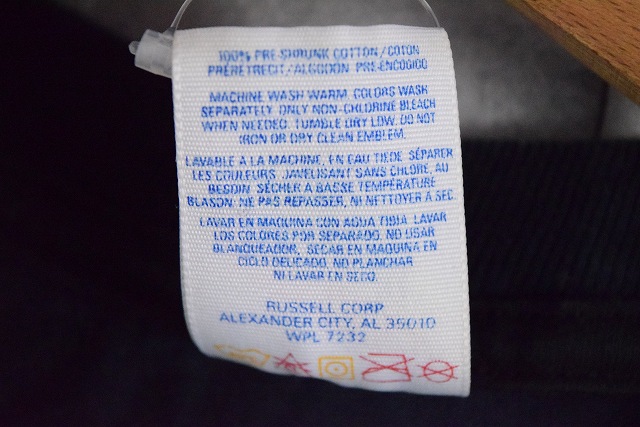 100% PRE-SHRUNK COTTON/COTON
PRERETRECIT/ALGODON PRE-ENCOGIDO
MACHINE WASH WARM. COLORS WASH
SEPARATELY. ONLY NON-CHLORINE BLEACH
WHEN NEEDED. TUMBLE DRY LOW. DO NOT
IRON OR DRY CLEAN EMBLEM.
LAVABLE A LA MACHINE, EN EAU TIEDE. SÉPARER
LES COULEURS. JAVELISANT SANS CHLORE, AU
BESOIN. SÉCHER A BASSE TEMPÉRATURE
BLASON: NE PAS REPASSER, NI NETTOYER A SEC.
LAVAR EN MAQUINA CON AGUA TIBIA. LAVAR
LOS COLORES POR SEPARADO. NO USAR
BLANQUEADOR. SECAR EN MAQUINA EN
CICLO DELICADO. NO PLANCHAR
NI LAVAR EN SECO.
RUSSELL CORP
ALEXANDER CITY, AL 35010
WPL 7232